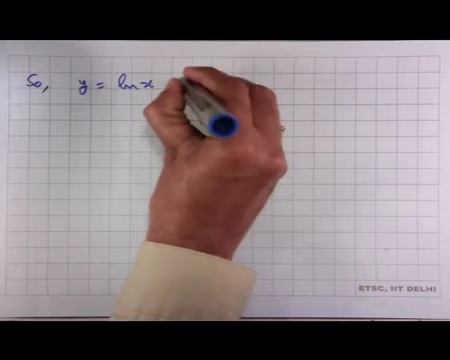 So, y = ln x
ETSC, IIT DELHI